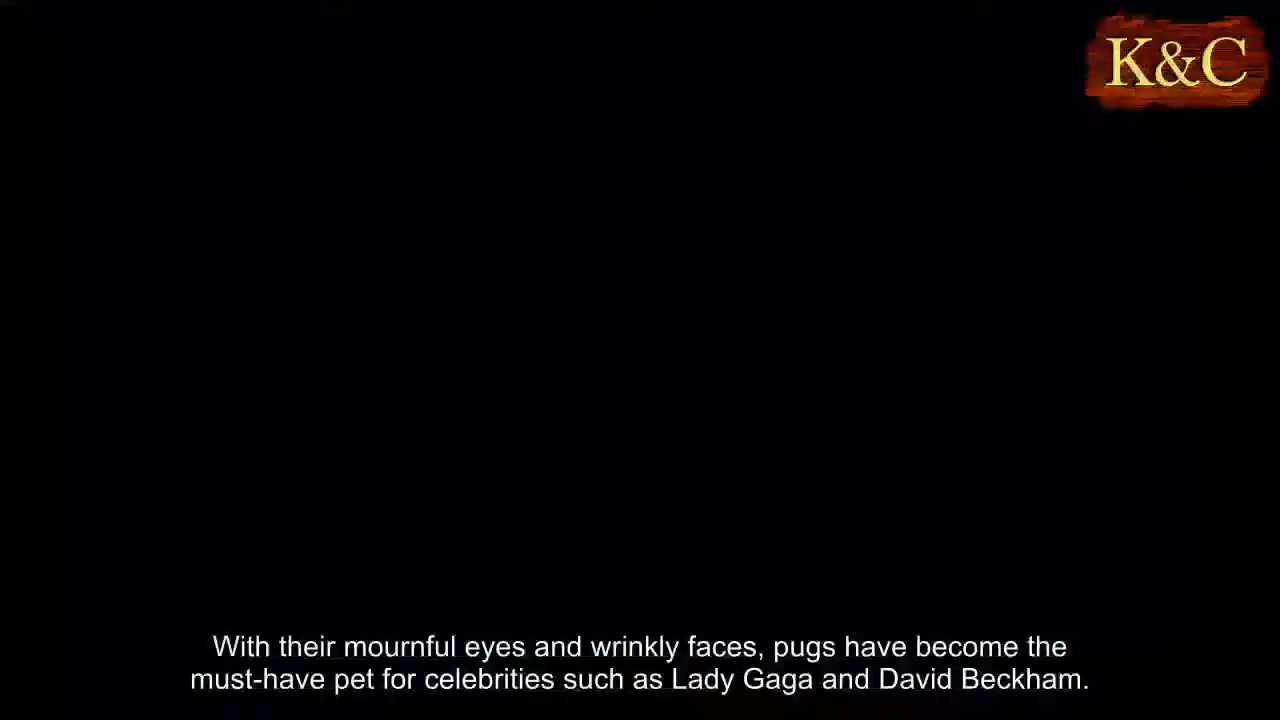 K&C
With their mournful eyes and wrinkly faces, pugs have become the
must-have pet for celebrities such as Lady Gaga and David Beckham.